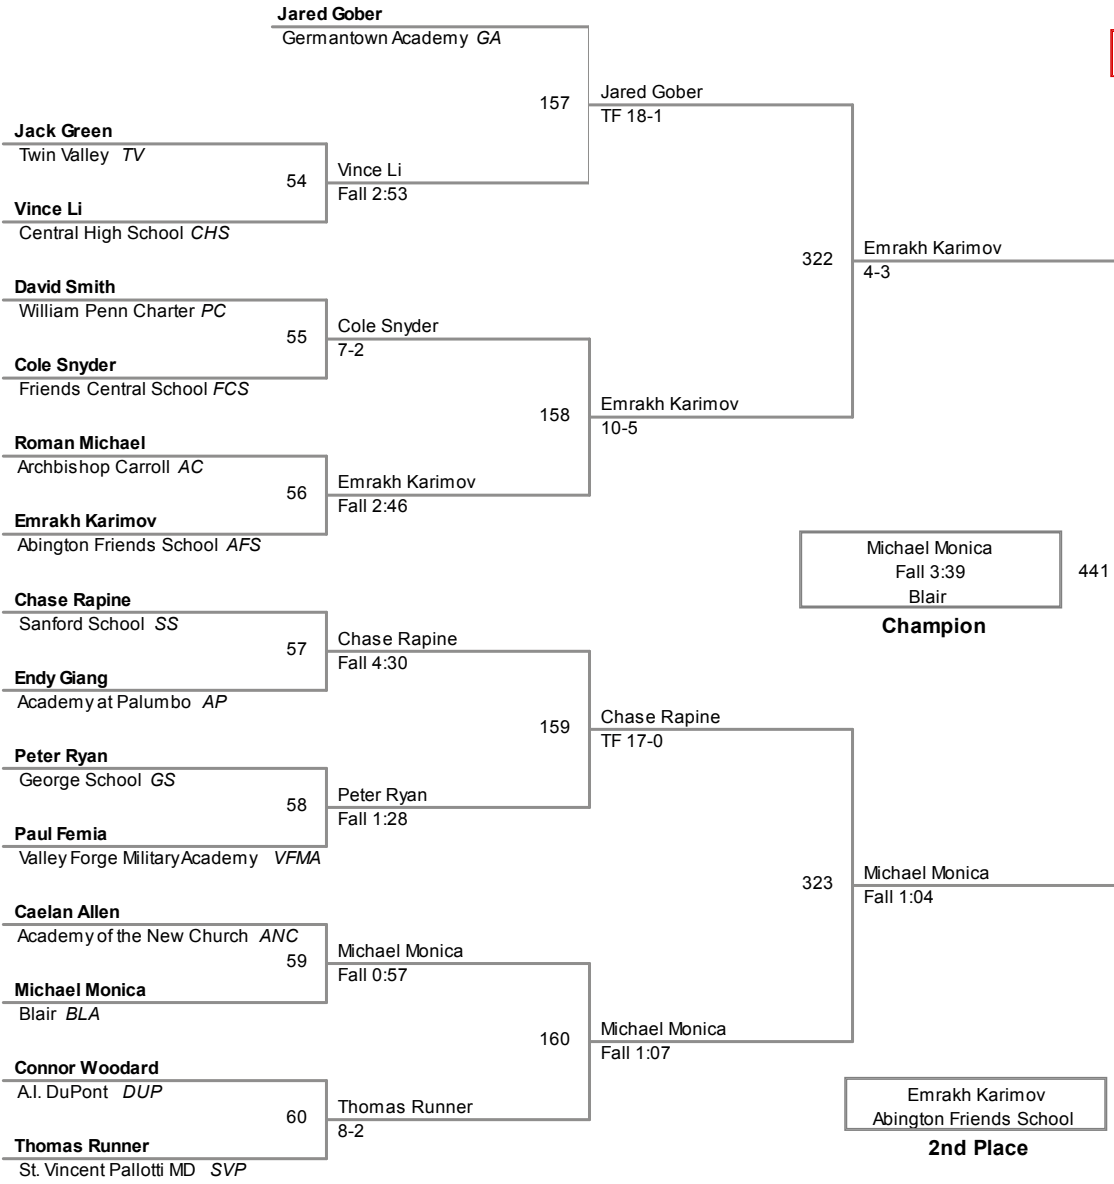 Jared Gober
Germantown Academy GA
157
Jared Gober
TF 18-1
Jack Green
Twin Valley TV
54
Vince Li
Fall 2:53
Vince Li
Central High School CHS
322
Emrakh Karimov
4-3
David Smith
William Penn Charter PC
55
Cole Snyder
7-2
Cole Snyder
Friends Central School FCS
158
Emrakh Karimov
10-5
Roman Michael
Archbishop Carroll AC
56
Emrakh Karimov
Fall 2:46
Emrakh Karimov
Abington Friends School AFS
Michael Monica
Fall 3:39
Blair
441
Champion
Chase Rapine
Sanford School SS
57
Chase Rapine
Fall 4:30
Endy Giang
Academy at Palumbo AP
159
Chase Rapine
TF 17-0
Peter Ryan
George School GS
58
Peter Ryan
Fall 1:28
Paul Femia
Valley Forge Military Academy VFMA
323
Michael Monica
Fall 1:04
Caelan Allen
Academy of the New Church ANC
59
Michael Monica
Fall 0:57
Michael Monica
Blair BLA
160
Michael Monica
Fall 1:07
Connor Woodard
A.I. DuPont DUP
60
Thomas Runner
8-2
Thomas Runner
St. Vincent Pallotti MD SVP
Emrakh Karimov
Abington Friends School
2nd Place